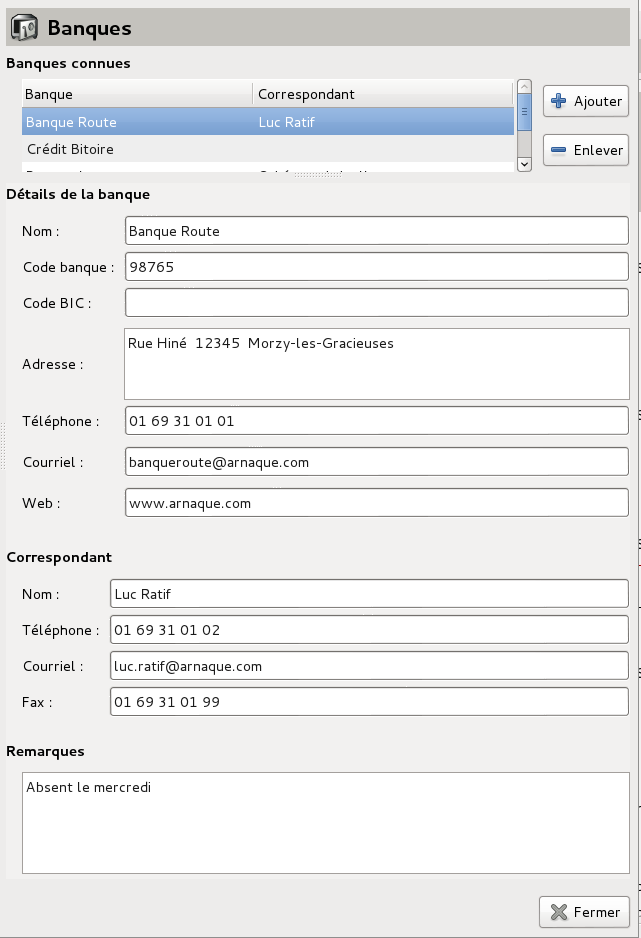 Banques
Banques connues
Banque Correspondant
Banque Route Luc Ratif
Crédit Bitoire
Ajouter
Enlever
Détails de la banque
Nom : Banque Route
Code banque : 98765
Code BIC :
Adresse : Rue Hiné  12345  Morzy-les-Gracieuses
Téléphone : 01 69 31 01 01
Courriel : banqueroute@arnaque.com
Web : www.arnaque.com
Correspondant
Nom : Luc Ratif
Téléphone : 01 69 31 01 02
Courriel : luc.ratif@arnaque.com
Fax : 01 69 31 01 99
Remarques
Absent le mercredi
Fermer